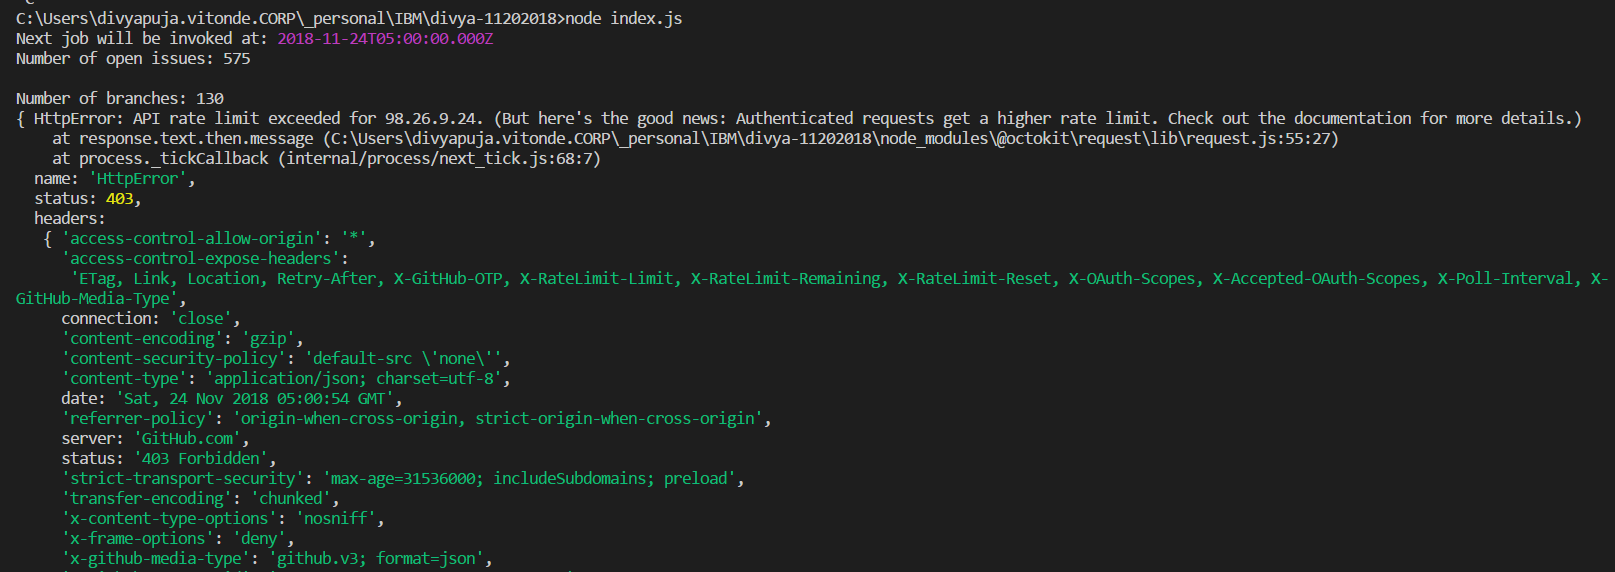 C:\Users\divyapuja.vitonde.CORP\_personal\IBM\divya-11202018>node index.js
Next job will be invoked at: 2018-11-24T05:00:00.000Z
Number of open issues: 575
Number of branches: 130
{ HttpError: API rate limit exceeded for 98.26.9.24. (But here's the good news: Authenticated requests get a higher rate limit. Check out the documentation for more details.)
    at response.text.then.message (C:\Users\divyapuja.vitonde.CORP\_personal\IBM\divya-11202018\node_modules\@octokit\request\lib\request.js:55:27)
    at process._tickCallback (internal/process/next_tick.js:68:7)
  name: 'HttpError',
  status: 403,
  headers:
   { 'access-control-allow-origin': '*',
     'access-control-expose-headers':
      'ETag, Link, Location, Retry-After, X-GitHub-OTP, X-RateLimit-Limit, X-RateLimit-Remaining, X-RateLimit-Reset, X-OAuth-Scopes, X-Accepted-OAuth-Scopes, X-Poll-Interval, X-
GitHub-Media-Type',
     connection: 'close',
     'content-encoding': 'gzip',
     'content-security-policy': 'default-src \'none\'',
     'content-type': 'application/json; charset=utf-8',
     date: 'Sat, 24 Nov 2018 05:00:54 GMT',
     'referrer-policy': 'origin-when-cross-origin, strict-origin-when-cross-origin',
     server: 'GitHub.com',
     status: '403 Forbidden',
     'strict-transport-security': 'max-age=31536000; includeSubdomains; preload',
     'transfer-encoding': 'chunked',
     'x-content-type-options': 'nosniff',
     'x-frame-options': 'deny',
     'x-github-media-type': 'github.v3; format=json',